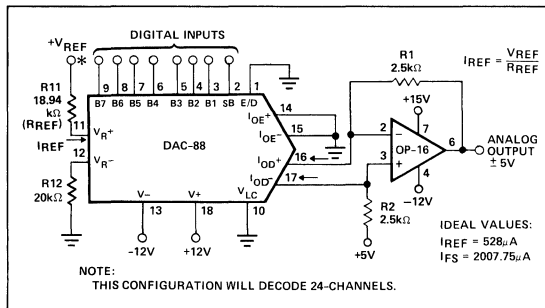 DIGITAL INPUTS
+VREF
*
R11
18.94
kΩ
(RREF)
11
IREF
12
R12
20kΩ
9 8 7 6 5 4 3 2 1
B7 B6 B5 B4 B3 B2 B1 SB E/D
VR+
VR−
DAC-88
IOE+
IOE−
IOD+
IOD−
14
15
16
17
V− V+ VLC
13 18 10
-12V +12V
R1
2.5kΩ
+15V
2 − 7
OP-16
6
3 +
4
-12V
R2
2.5kΩ
+5V
ANALOG
OUTPUT
± 5V
IREF = VREF
RREF
IDEAL VALUES:
IREF = 528μA
IFS = 2007.75μA
NOTE:
THIS CONFIGURATION WILL DECODE 24-CHANNELS.